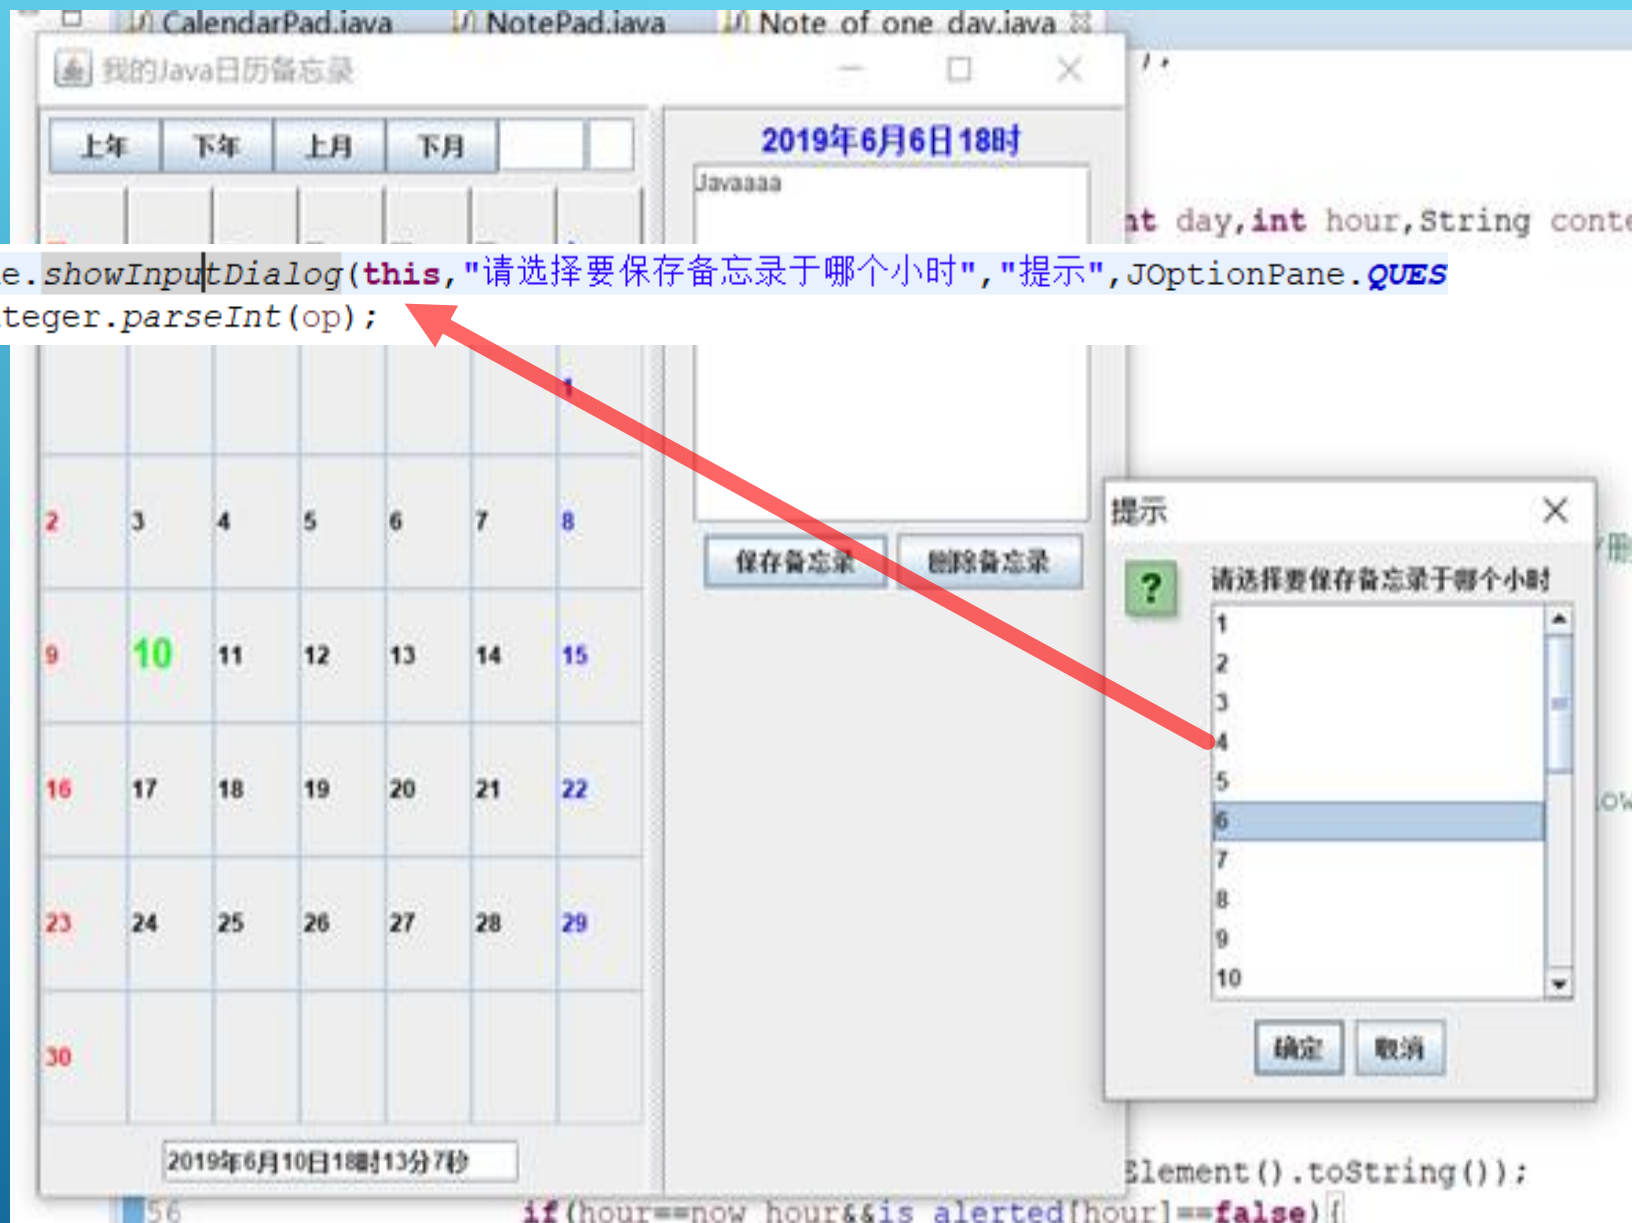 CalendarPad.java NotePad.java Note_of_one_day.java
我的Java日历备忘录
);
上年 下年 上月 下月
2019年6月6日18时
Javaaaa
nt day,int hour,String conte
e.showInputDialog(this,"请选择要保存备忘录于哪个小时","提示",JOptionPane.QUES
teger.parseInt(op);
1
2 3 4 5 6 7 8
9 10 11 12 13 14 15
16 17 18 19 20 21 22
23 24 25 26 27 28 29
30
2019年6月10日18时13分7秒
保存备忘录 删除备忘录
提示
请选择要保存备忘录于哪个小时
1
2
3
4
5
6
7
8
9
10
确定 取消
删
ow
Element().toString());
56 if(hour==now_hour&&is_alerted[hour]==false){